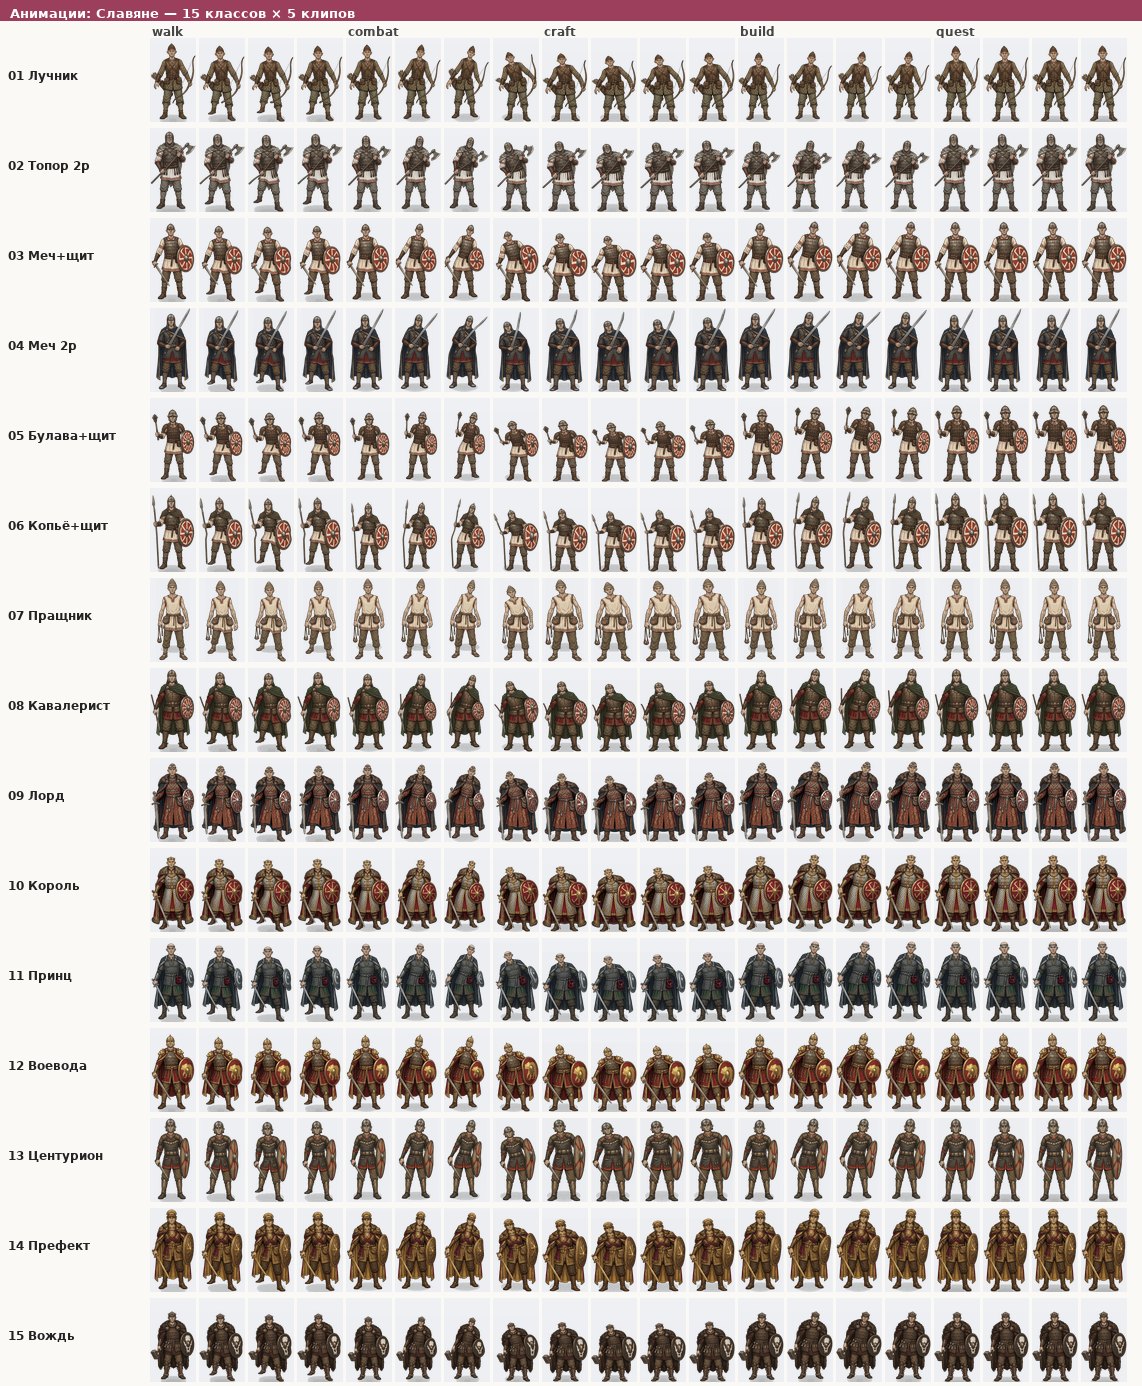 Анимации: Славяне — 15 классов × 5 клипов
walk combat craft build quest
01 Лучник
02 Топор 2р
03 Меч+щит
04 Меч 2р
05 Булава+щит
06 Копьё+щит
07 Пращник
08 Кавалерист
09 Лорд
10 Король
11 Принц
12 Воевода
13 Центурион
14 Префект
15 Вождь